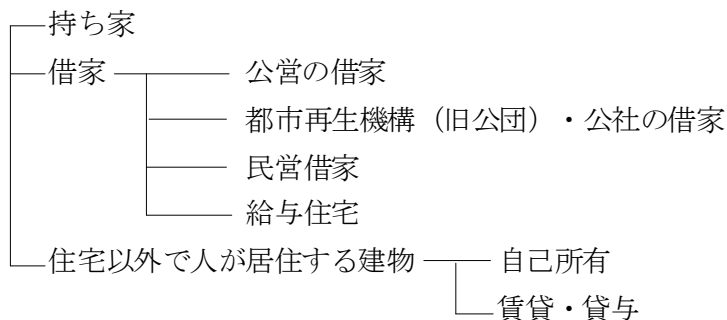 持ち家
借家
公営の借家
都市再生機構（旧公団）・公社の借家
民営借家
給与住宅
住宅以外で人が居住する建物
自己所有
賃貸・貸与